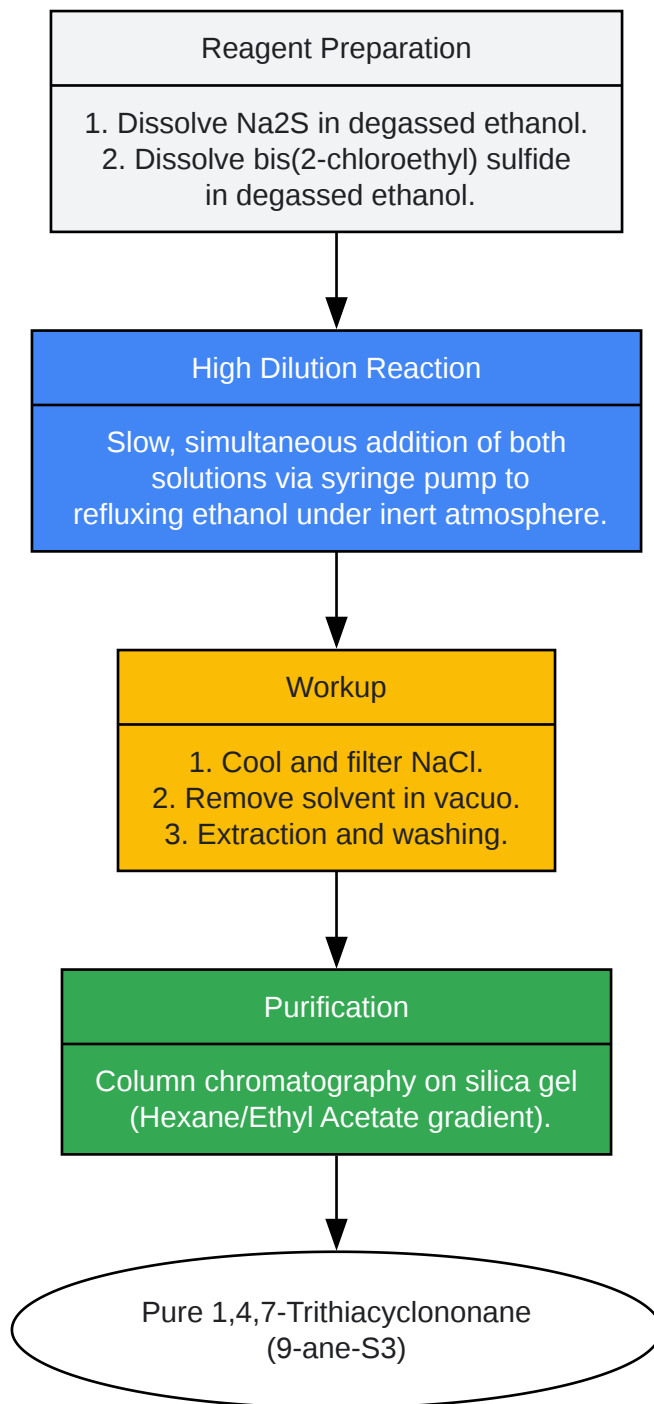 Reagent Preparation
1. Dissolve Na2S in degassed ethanol.
2. Dissolve bis(2-chloroethyl) sulfide
in degassed ethanol.
High Dilution Reaction
Slow, simultaneous addition of both
solutions via syringe pump to
refluxing ethanol under inert atmosphere.
Workup
1. Cool and filter NaCl.
2. Remove solvent in vacuo.
3. Extraction and washing.
Purification
Column chromatography on silica gel
(Hexane/Ethyl Acetate gradient).
Pure 1,4,7-Trithiacyclononane
(9-ane-S3)